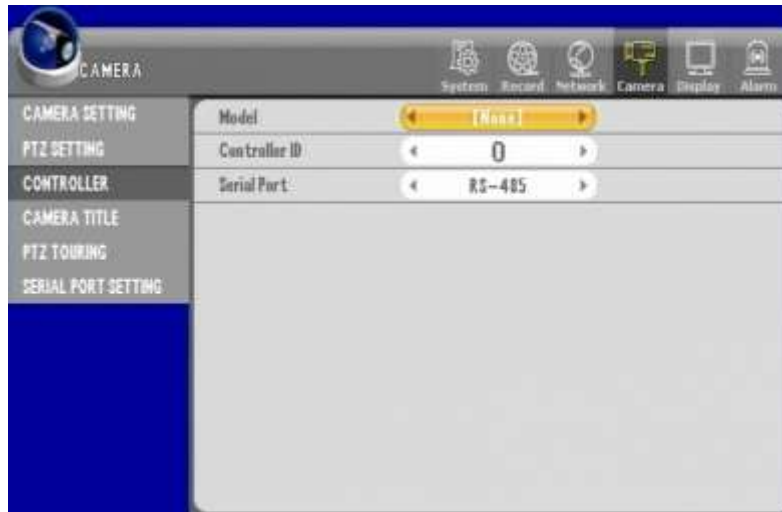 CAMERA
System Record Network Camera Display Alarm
CAMERA SETTING
PTZ SETTING
CONTROLLER
CAMERA TITLE
PTZ TOURING
SERIAL PORT SETTING
Model [None]
Controller ID 0
Serial Port RS-485